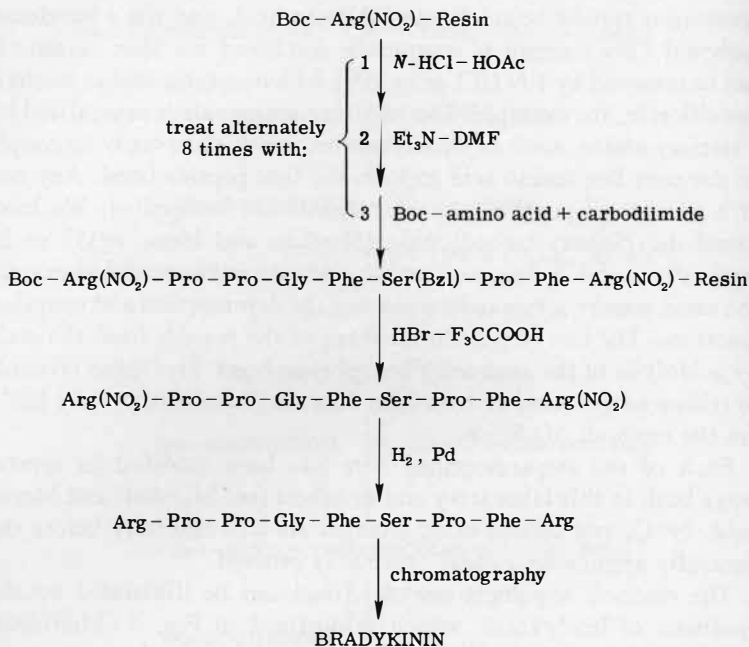 Boc–Arg(NO₂)–Resin
1 N-HCl–HOAc
treat alternately
8 times with:
2 Et₃N–DMF
3 Boc–amino acid + carbodiimide
Boc–Arg(NO₂)–Pro–Pro–Gly–Phe–Ser(Bzl)–Pro–Phe–Arg(NO₂)–Resin
HBr–F₃CCOOH
Arg(NO₂)–Pro–Pro–Gly–Phe–Ser–Pro–Phe–Arg(NO₂)
H₂, Pd
Arg–Pro–Pro–Gly–Phe–Ser–Pro–Phe–Arg
chromatography
BRADYKININ